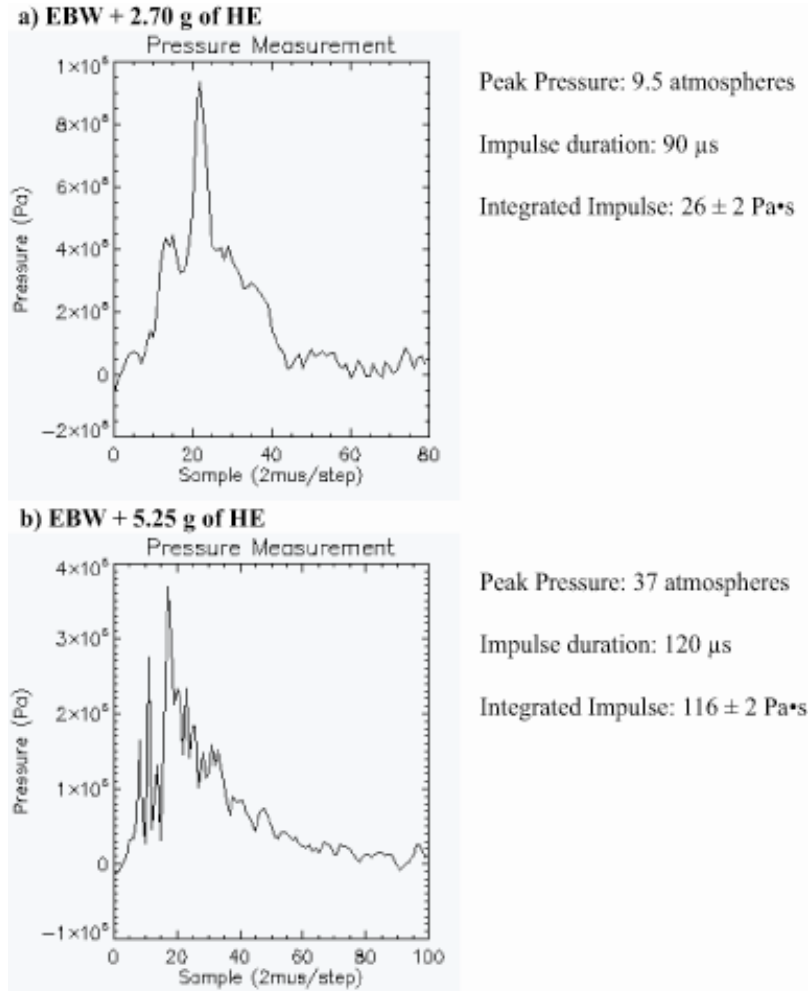 a) EBW + 2.70 g of HE
Pressure Measurement
1×10⁶
8×10⁵
6×10⁵
4×10⁵
2×10⁵
0
−2×10⁵
Pressure (Pa)
0 20 40 60 80
Sample (2mus/step)
Peak Pressure: 9.5 atmospheres
Impulse duration: 90 µs
Integrated Impulse: 26 ± 2 Pa•s
b) EBW + 5.25 g of HE
Pressure Measurement
4×10⁶
3×10⁶
2×10⁶
1×10⁶
0
−1×10⁶
Pressure (Pa)
0 20 40 60 80 100
Sample (2mus/step)
Peak Pressure: 37 atmospheres
Impulse duration: 120 µs
Integrated Impulse: 116 ± 2 Pa•s